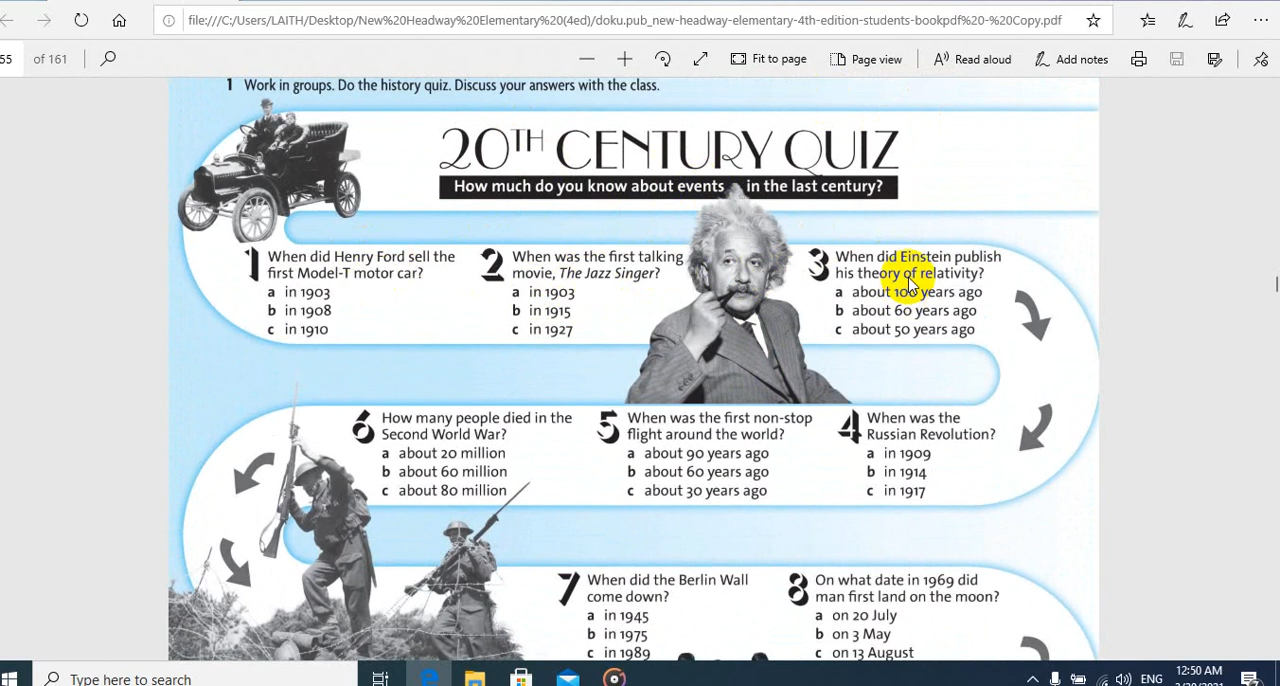 file:///C:/Users/LAITH/Desktop/New%20Headway%20Elementary%20(4ed)/doku.pub_new-headway-elementary-4th-edition-students-bookpdf%20-%20Copy.pdf
55 of 161
Fit to page
Page view
Read aloud
Add notes
1 Work in groups. Do the history quiz. Discuss your answers with the class.
20TH CENTURY QUIZ
How much do you know about events in the last century?
1 When did Henry Ford sell the
first Model-T motor car?
a in 1903
b in 1908
c in 1910
2 When was the first talking
movie, The Jazz Singer?
a in 1903
b in 1915
c in 1927
3 When did Einstein publish
his theory of relativity?
a about 100 years ago
b about 60 years ago
c about 50 years ago
4 When was the
Russian Revolution?
a in 1909
b in 1914
c in 1917
5 When was the first non-stop
flight around the world?
a about 90 years ago
b about 60 years ago
c about 30 years ago
6 How many people died in the
Second World War?
a about 20 million
b about 60 million
c about 80 million
7 When did the Berlin Wall
come down?
a in 1945
b in 1975
c in 1989
8 On what date in 1969 did
man first land on the moon?
a on 20 July
b on 3 May
c on 13 August
Type here to search
ENG
12:50 AM